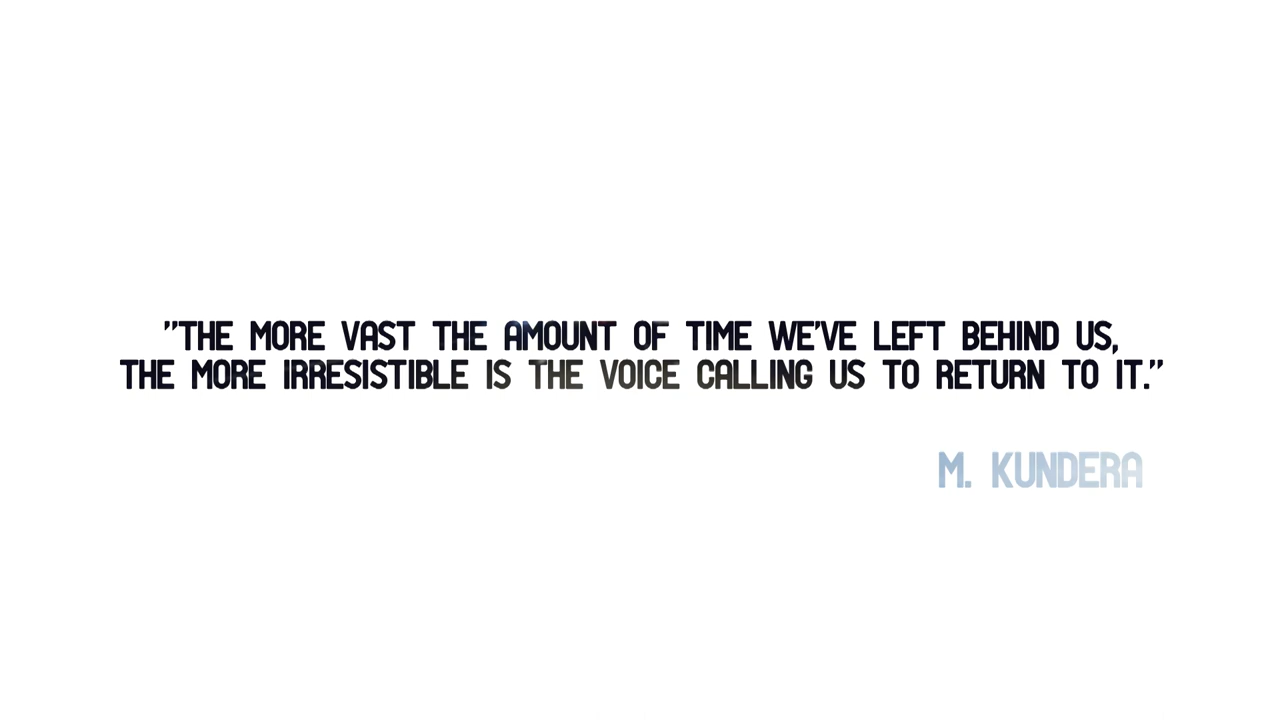 ”THE MORE VAST THE AMOUNT OF TIME WE’VE LEFT BEHIND US,
THE MORE IRRESISTIBLE IS THE VOICE CALLING US TO RETURN TO IT.”
M. KUNDERA